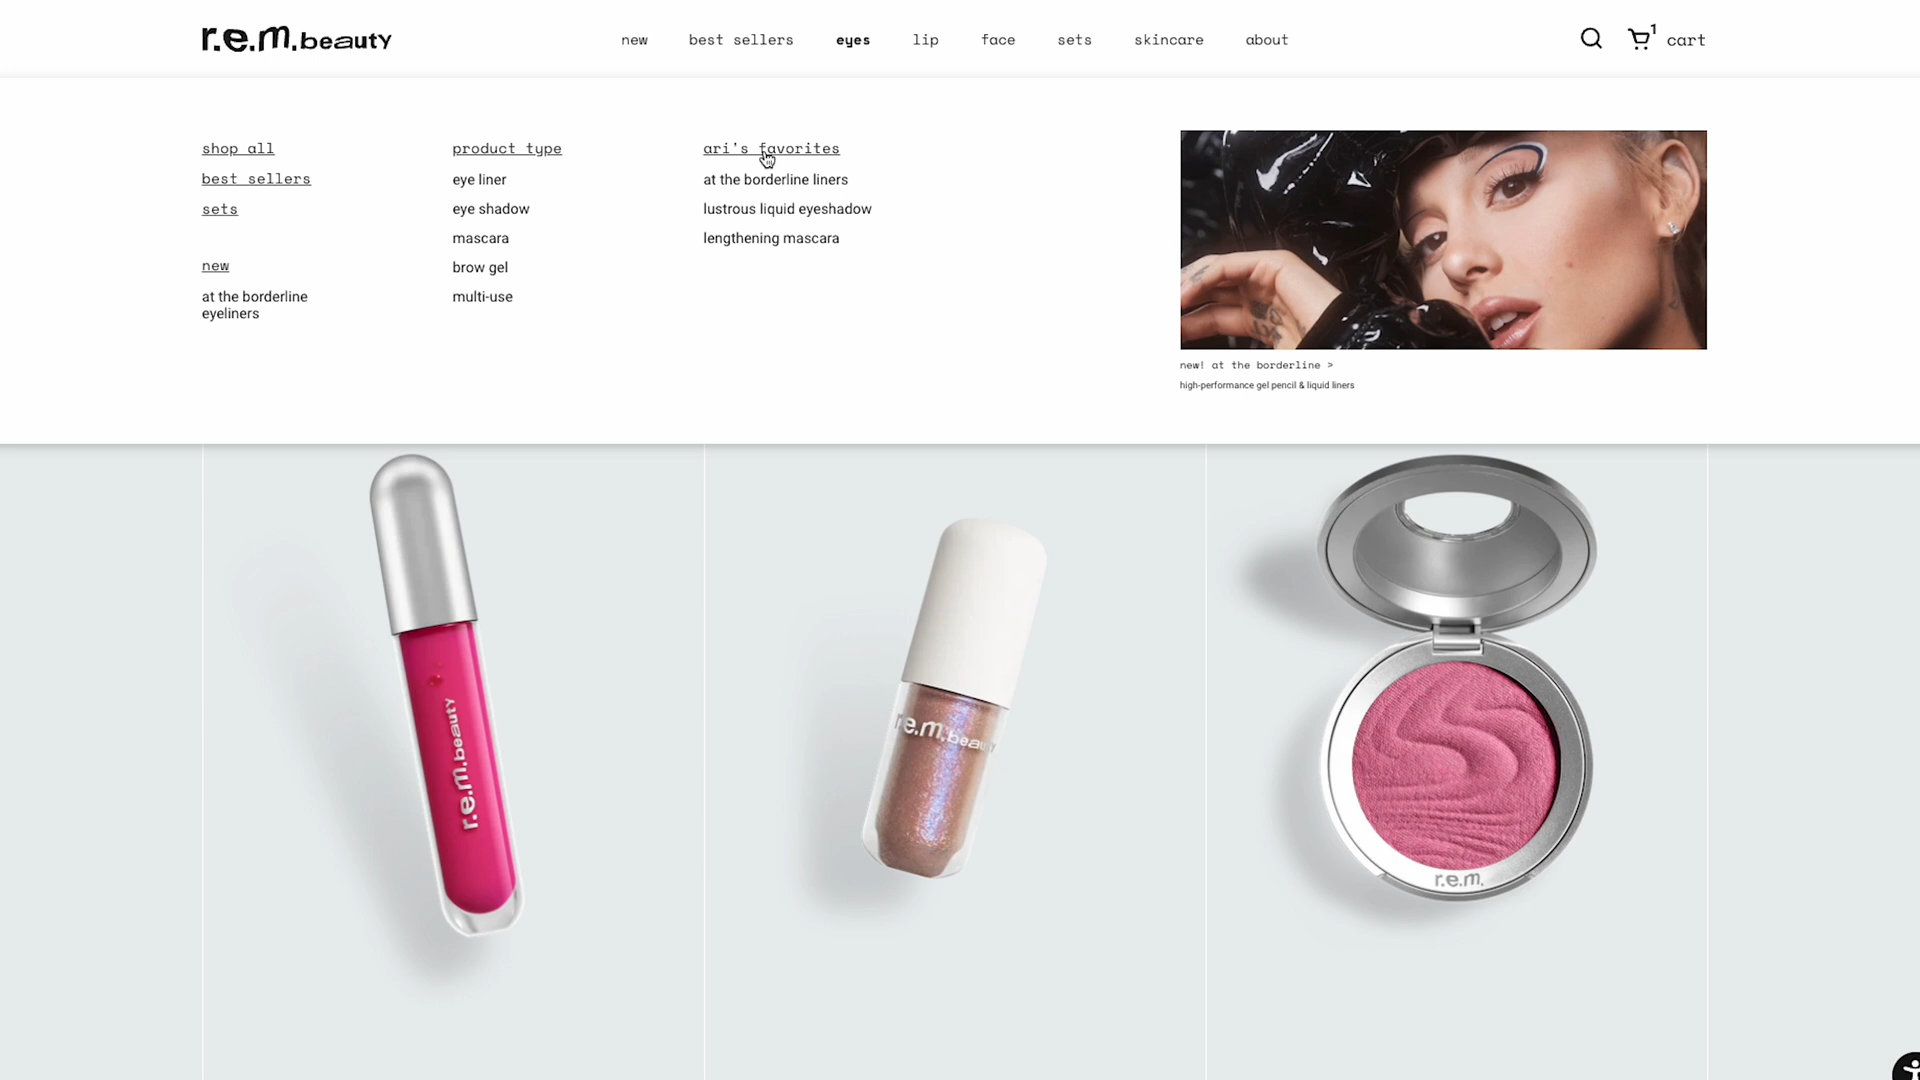 r.e.m.beauty
new
best sellers
eyes
lip
face
sets
skincare
about
1
cart
shop all
best sellers
sets
new
at the borderline
eyeliners
product type
eye liner
eye shadow
mascara
brow gel
multi-use
ari's favorites
at the borderline liners
lustrous liquid eyeshadow
lengthening mascara
new! at the borderline >
high-performance gel pencil & liquid liners
r.e.m.beauty
r.e.m.beauty
r.e.m.